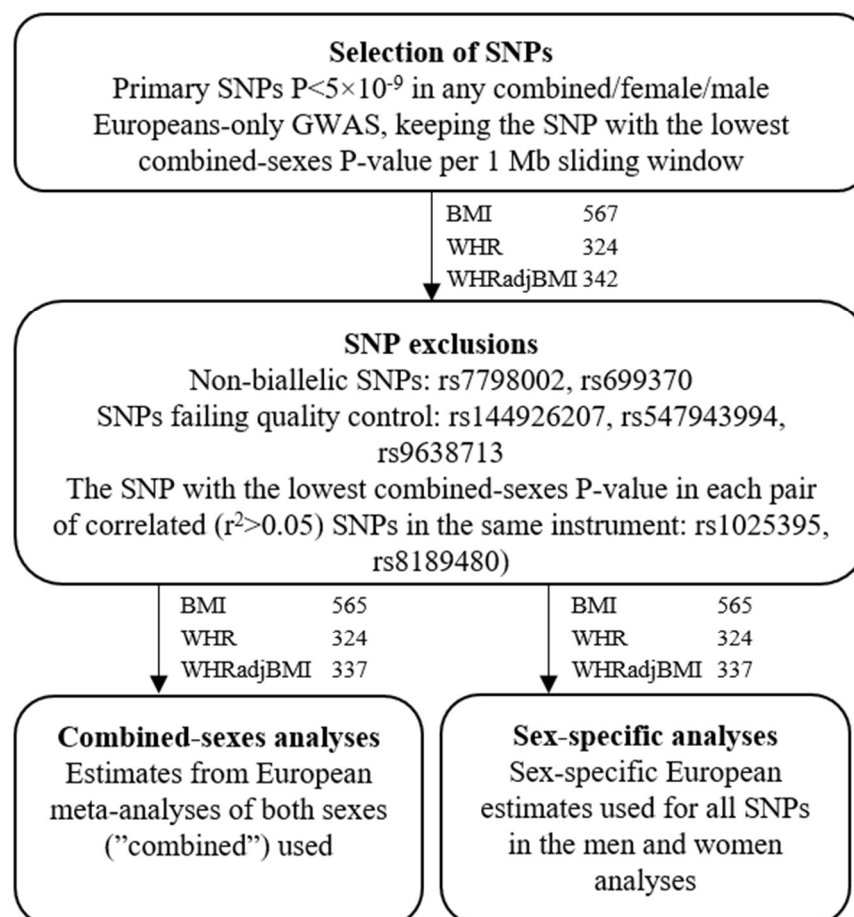 Selection of SNPs
Primary SNPs P<5×10⁻⁹ in any combined/female/male
Europeans-only GWAS, keeping the SNP with the lowest
combined-sexes P-value per 1 Mb sliding window
BMI 567
WHR 324
WHRadjBMI 342
SNP exclusions
Non-biallelic SNPs: rs7798002, rs699370
SNPs failing quality control: rs144926207, rs547943994,
rs9638713
The SNP with the lowest combined-sexes P-value in each pair
of correlated (r²>0.05) SNPs in the same instrument: rs1025395,
rs8189480)
BMI 565
WHR 324
WHRadjBMI 337
BMI 565
WHR 324
WHRadjBMI 337
Combined-sexes analyses
Estimates from European
meta-analyses of both sexes
(”combined”) used
Sex-specific analyses
Sex-specific European
estimates used for all SNPs
in the men and women
analyses